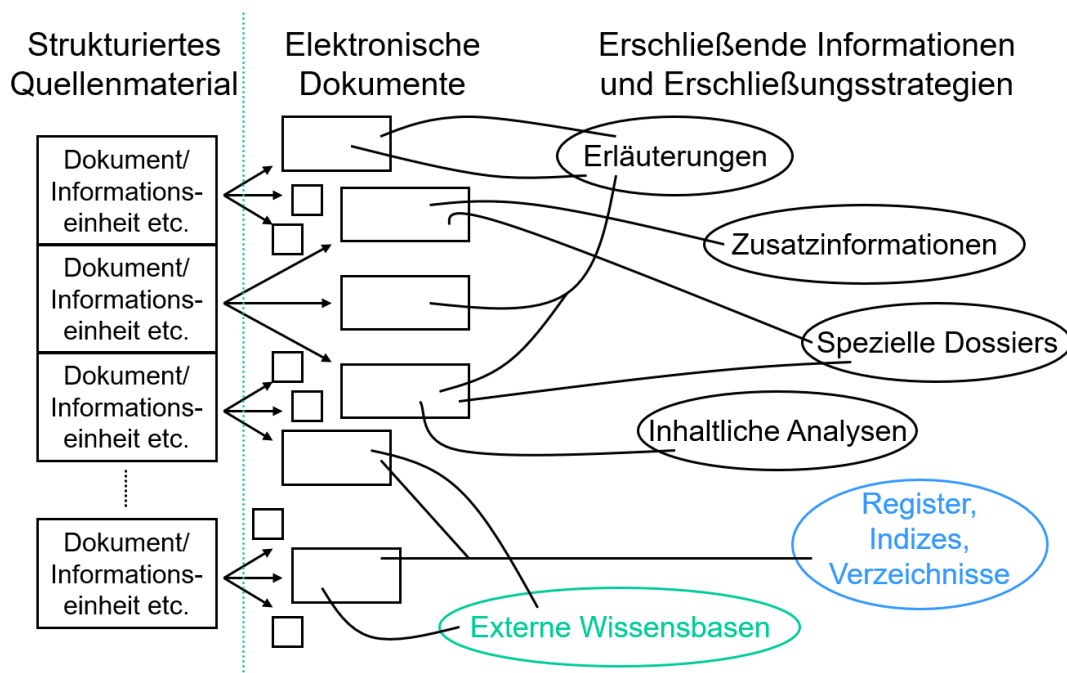 Strukturiertes
Quellenmaterial
Elektronische
Dokumente
Erschließende Informationen
und Erschließungsstrategien
Dokument/
Informations-
einheit etc.
Dokument/
Informations-
einheit etc.
Dokument/
Informations-
einheit etc.
Dokument/
Informations-
einheit etc.
Erläuterungen
Zusatzinformationen
Spezielle Dossiers
Inhaltliche Analysen
Register,
Indizes,
Verzeichnisse
Externe Wissensbasen